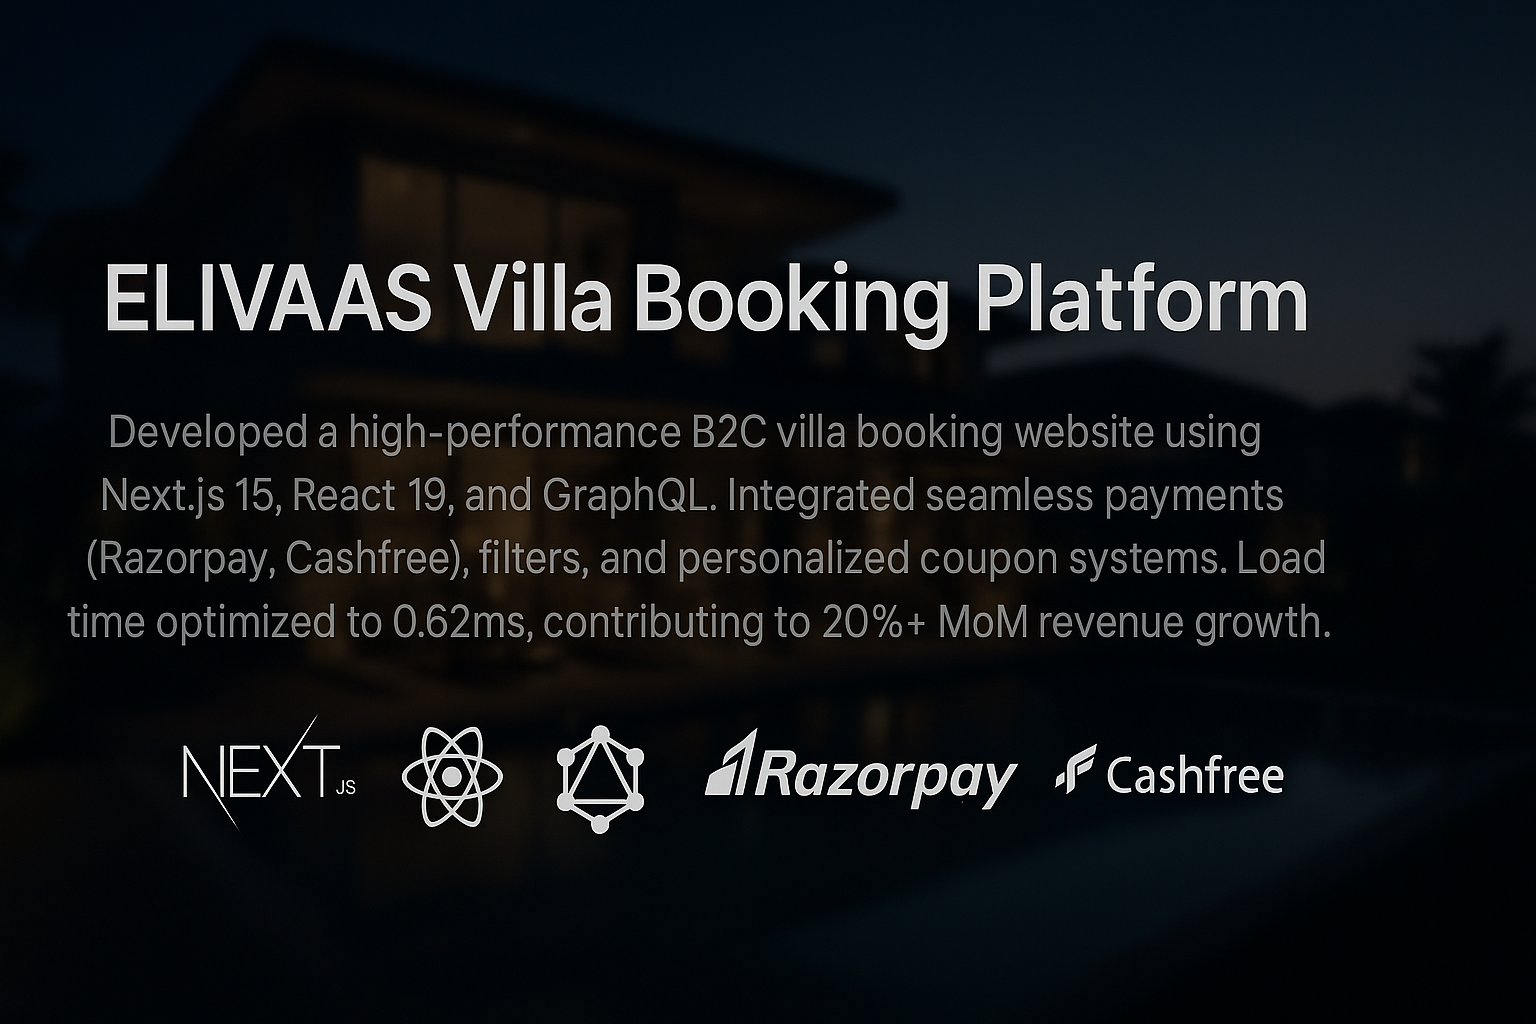 ELIVAAS Villa Booking Platform
Developed a high-performance B2C villa booking website using
Next.js 15, React 19, and GraphQL. Integrated seamless payments
(Razorpay, Cashfree), filters, and personalized coupon systems. Load
time optimized to 0.62ms, contributing to 20%+ MoM revenue growth.
NEXT.JS Razorpay Cashfree